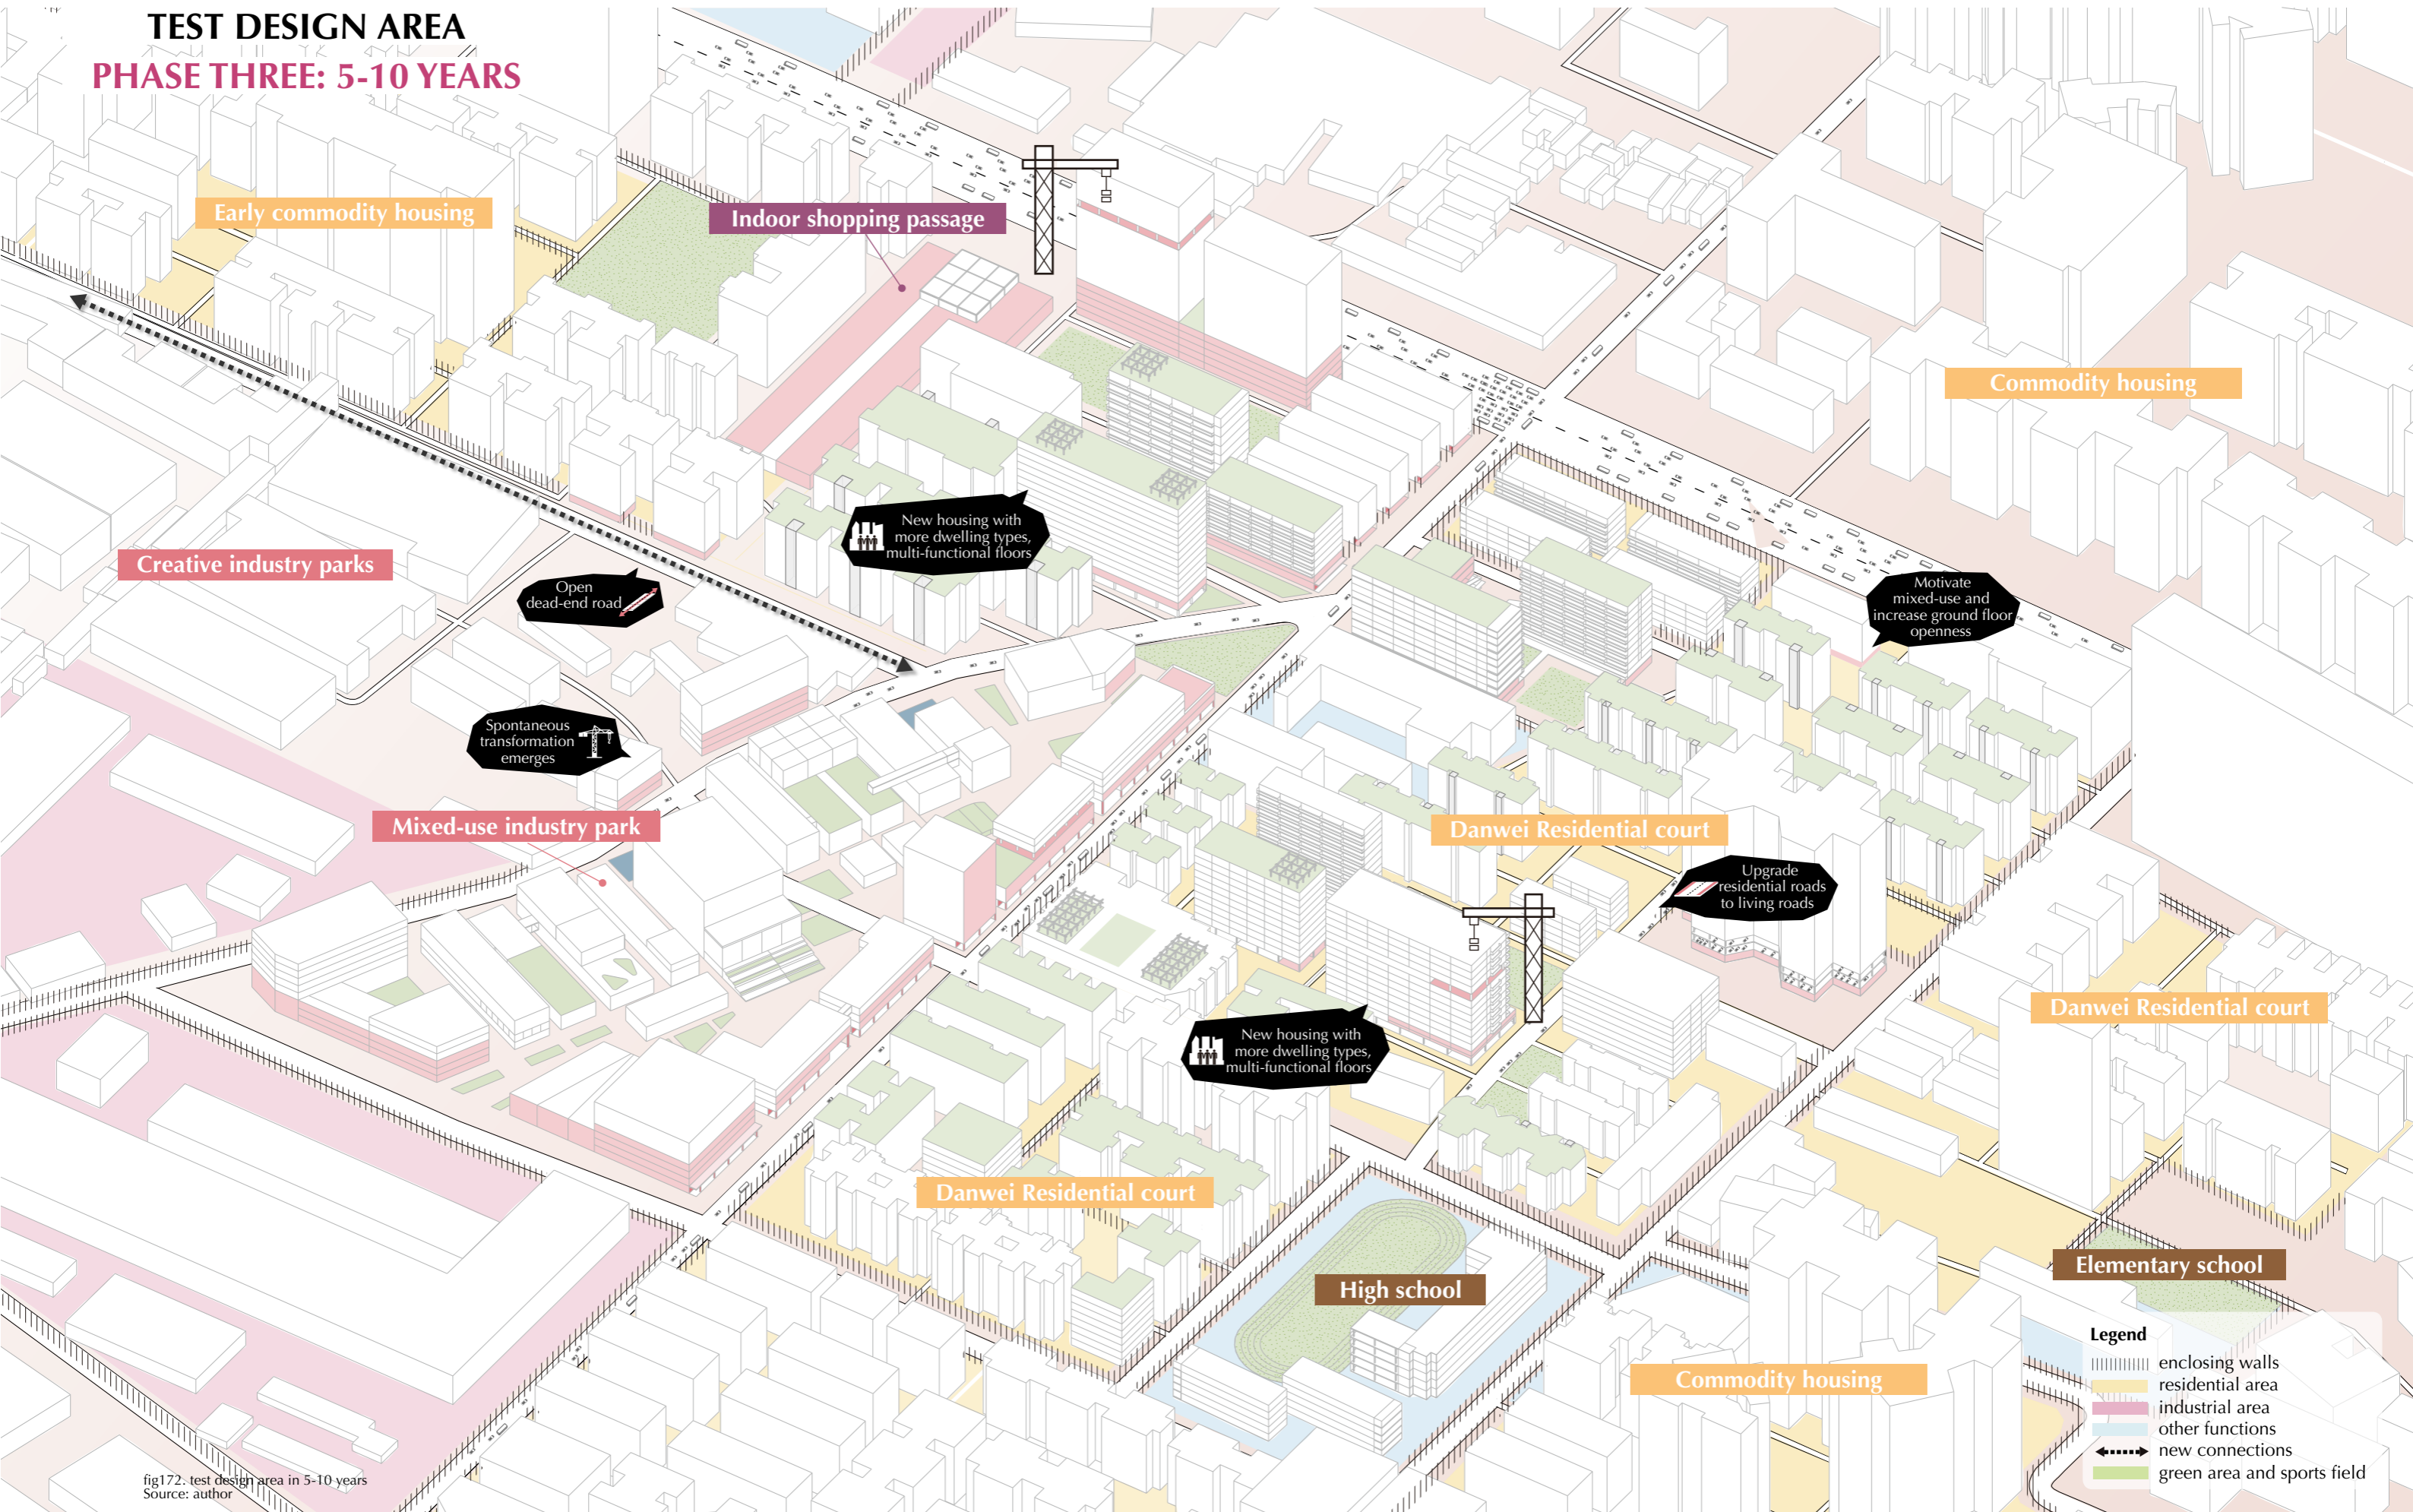 TEST DESIGN AREA
PHASE THREE: 5-10 YEARS
Early commodity housing
Indoor shopping passage
Commodity housing
New housing with
more dwelling types,
multi-functional floors
Creative industry parks
Open
dead-end road
Motivate
mixed-use and
increase ground floor
openness
Spontaneous
transformation
emerges
Mixed-use industry park
Danwei Residential court
Upgrade
residential roads
to living roads
Danwei Residential court
New housing with
more dwelling types,
multi-functional floors
Danwei Residential court
High school
Elementary school
Commodity housing
Legend
enclosing walls
residential area
industrial area
other functions
new connections
green area and sports field
fig172. test design area in 5-10 years
Source: author